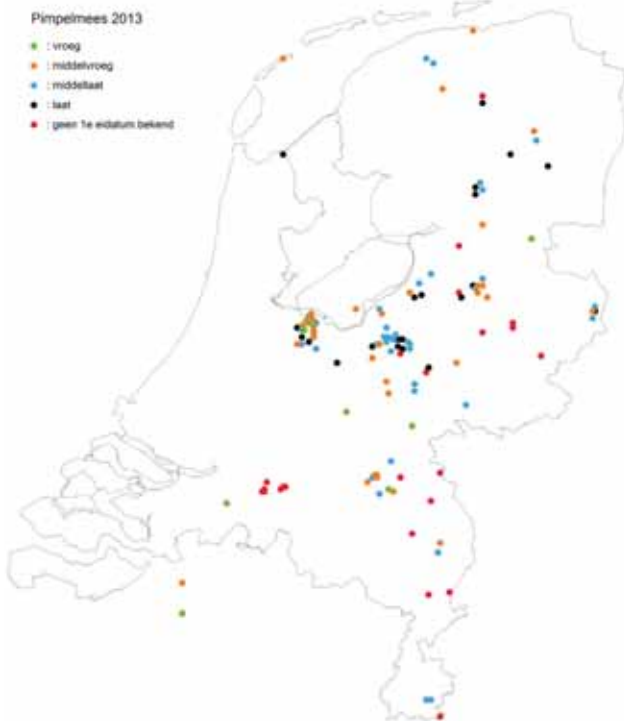 Pimpelmees 2013
: vroeg
: middelvroeg
: middellaat
: laat
: geen 1e eidatum bekend